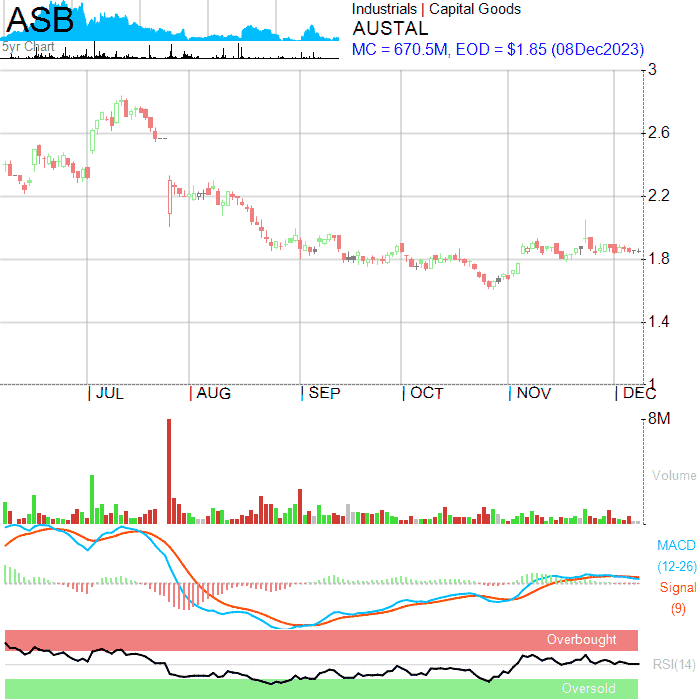 ASB
5yr Chart
Industrials | Capital Goods
AUSTAL
MC = 670.5M, EOD = $1.85 (08Dec2023)
3
2.6
2.2
1.8
1.4
1
JUL AUG SEP OCT NOV DEC
8M
Volume
MACD
(12-26)
Signal
(9)
Overbought
RSI(14)
Oversold